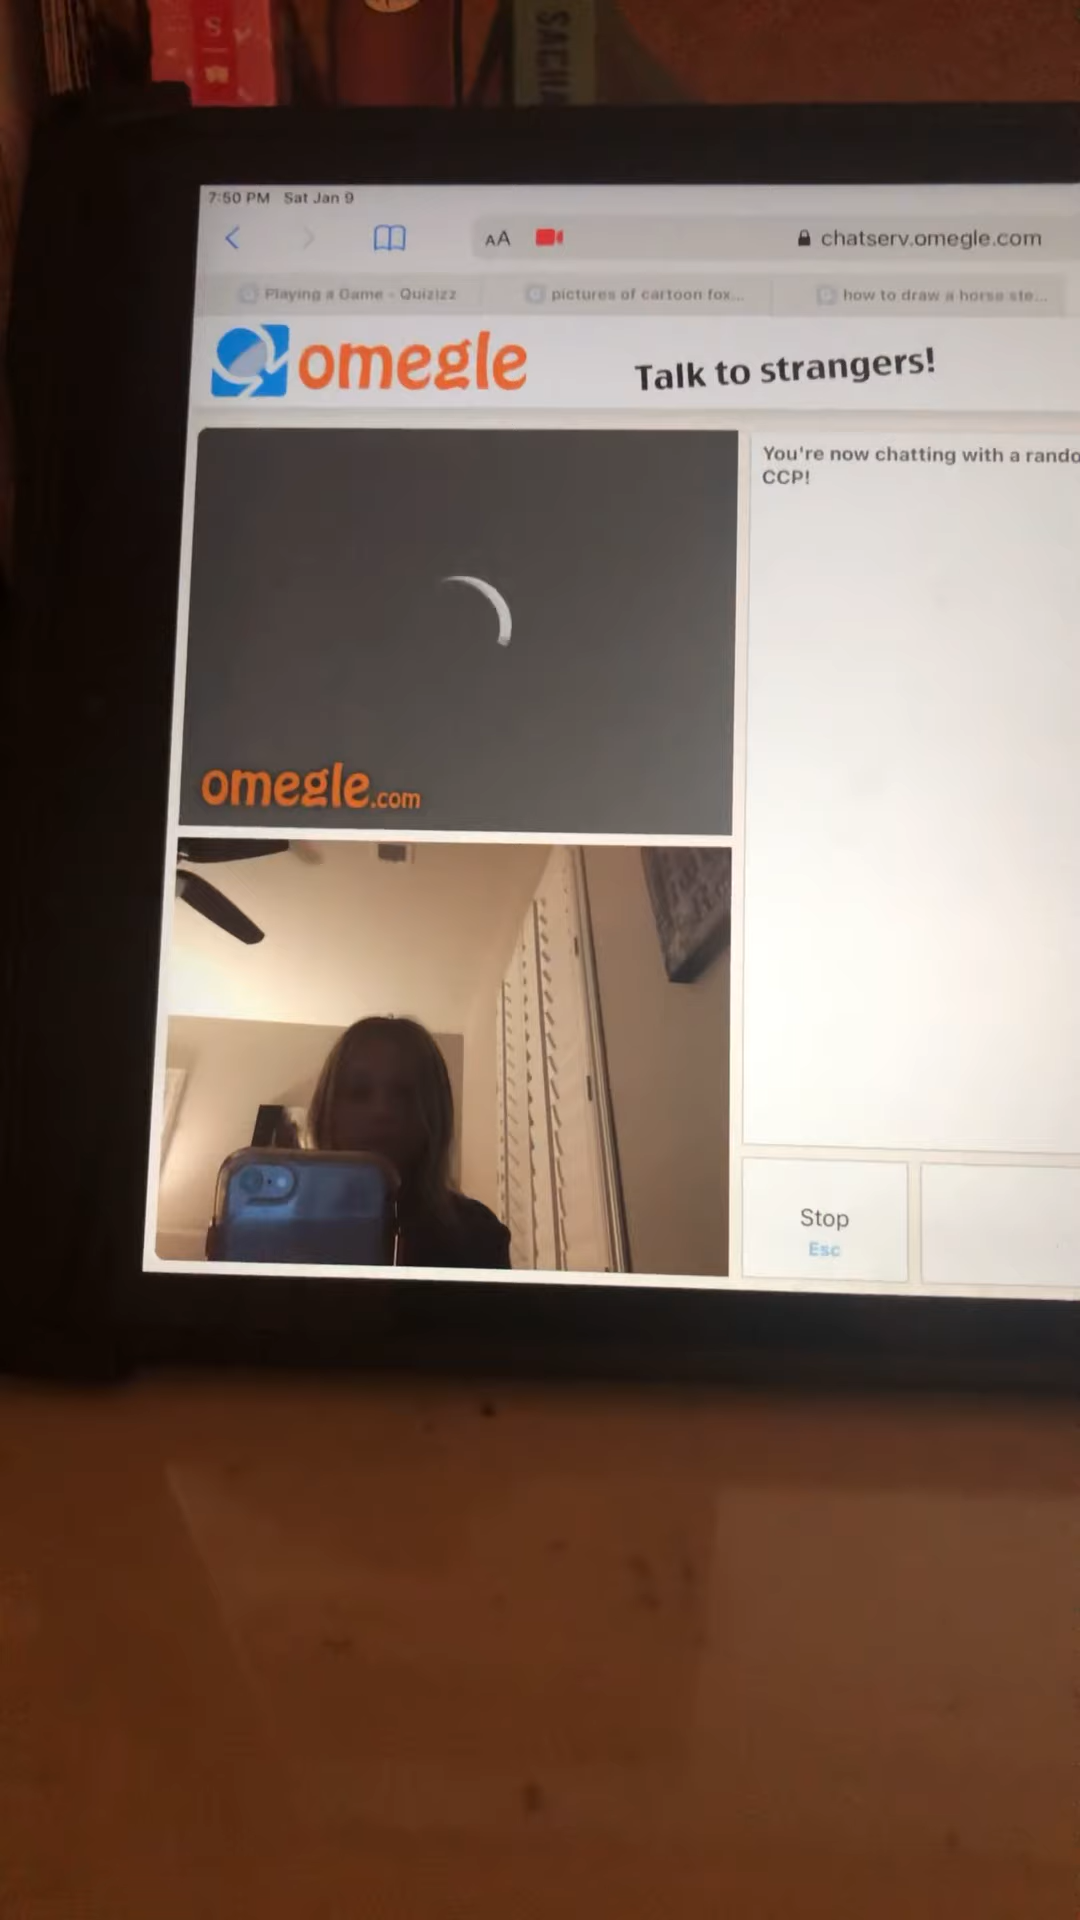 S
SACHA
7:50 PM Sat Jan 9
AA
chatserv.omegle.com
Playing a Game - Quizizz
pictures of cartoon fox...
how to draw a horse ste...
omegle
Talk to strangers!
You're now chatting with a rando
CCP!
omegle.com
Stop
Esc